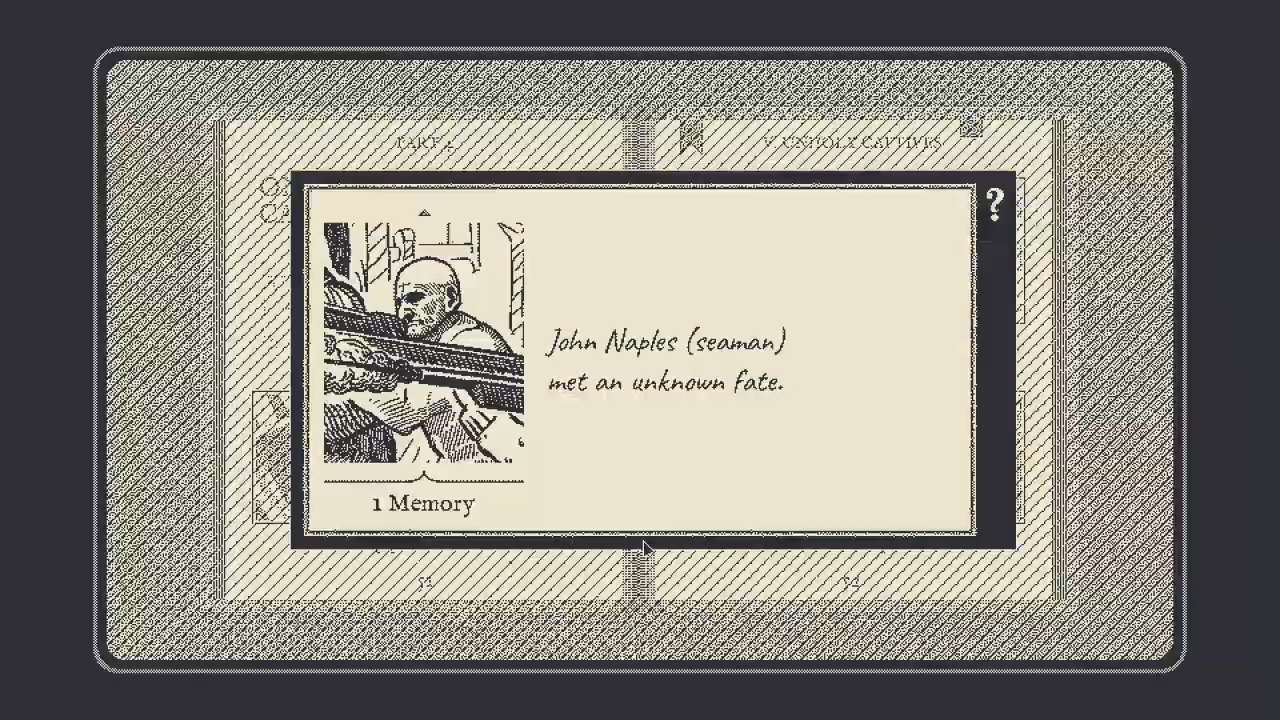 PART 2
V. UNHOLY CAPTIVES
?
John Naples (seaman)
met an unknown fate.
1 Memory